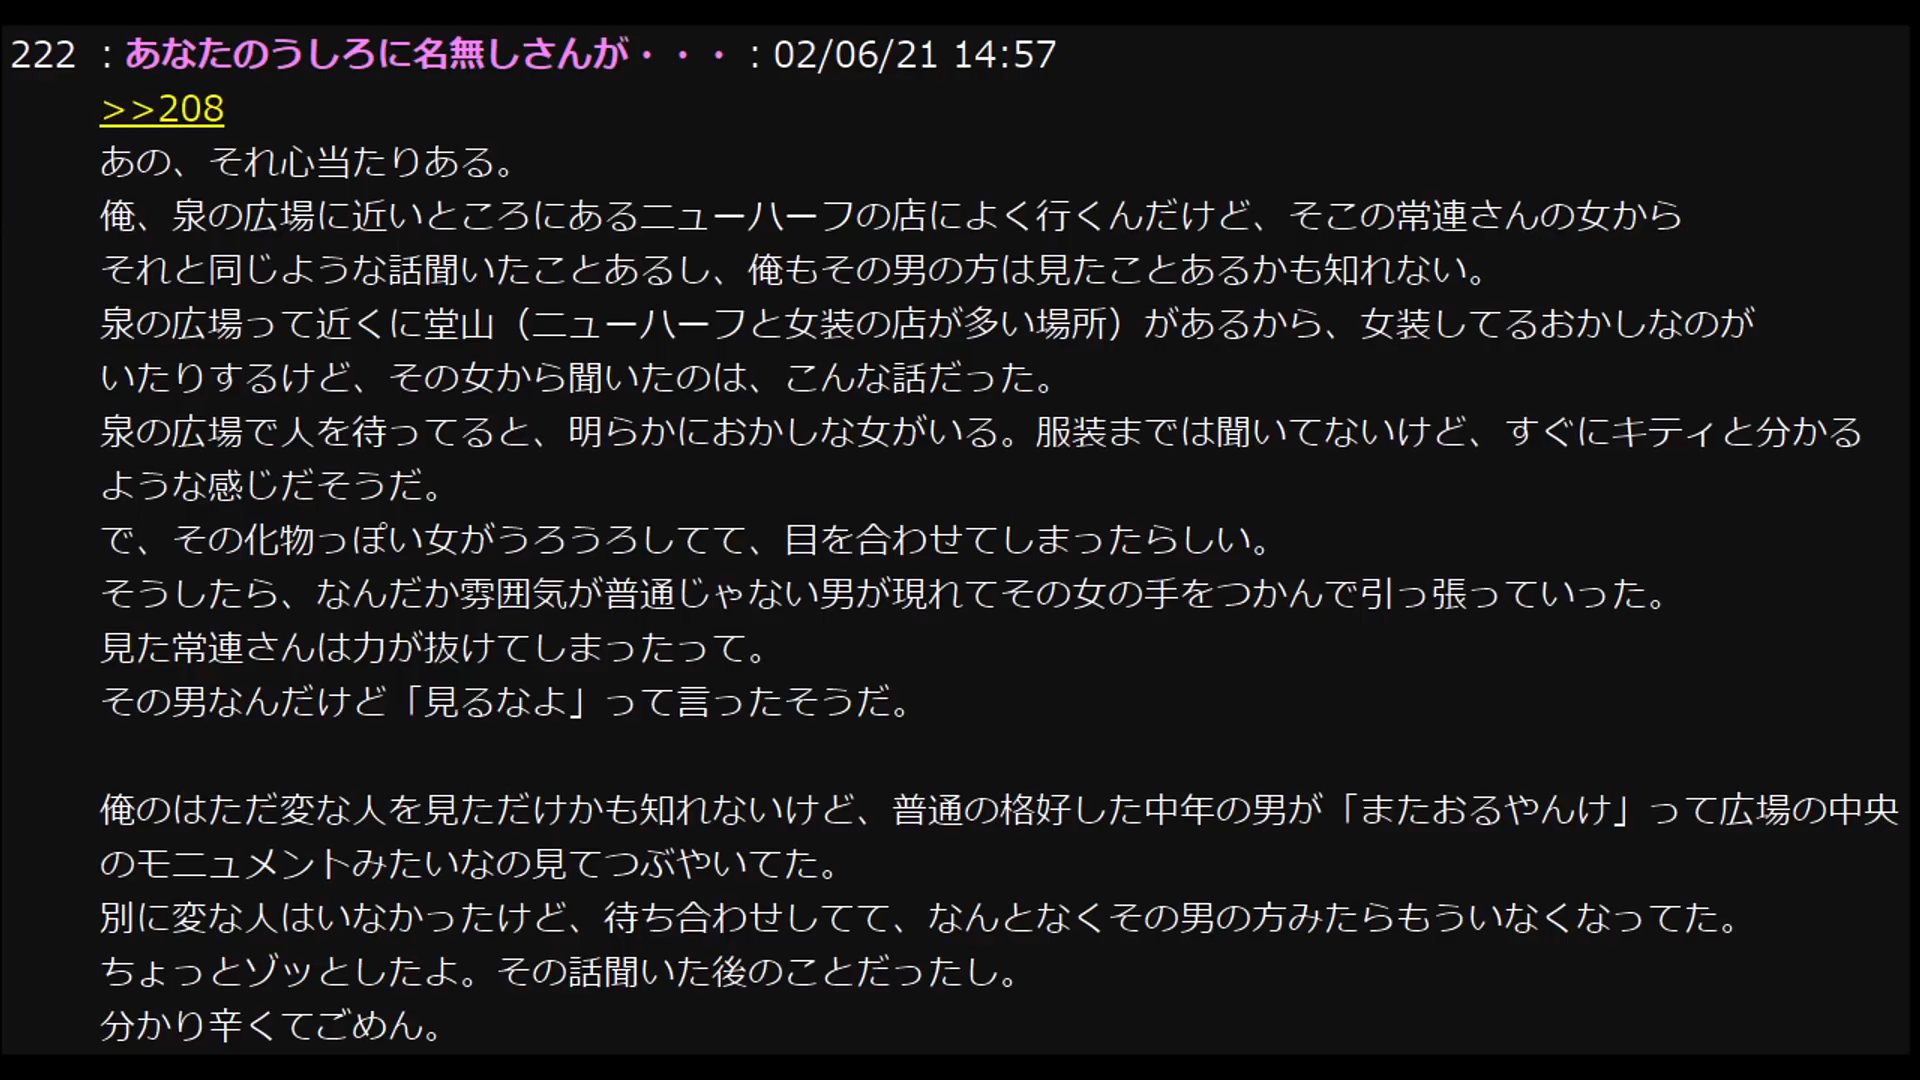 222 ：あなたのうしろに名無しさんが・・・：02/06/21 14:57
>>208
あの、それ心当たりある。
俺、泉の広場に近いところにあるニューハーフの店によく行くんだけど、そこの常連さんの女から
それと同じような話聞いたことあるし、俺もその男の方は見たことあるかも知れない。
泉の広場って近くに堂山（ニューハーフと女装の店が多い場所）があるから、女装してるおかしなのが
いたりするけど、その女から聞いたのは、こんな話だった。
泉の広場で人を待ってると、明らかにおかしな女がいる。服装までは聞いてないけど、すぐにキティと分かる
ような感じだそうだ。
で、その化物っぽい女がうろうろしてて、目を合わせてしまったらしい。
そうしたら、なんだか雰囲気が普通じゃない男が現れてその女の手をつかんで引っ張っていった。
見た常連さんは力が抜けてしまったって。
その男なんだけど「見るなよ」って言ったそうだ。
俺のはただ変な人を見ただけかも知れないけど、普通の格好した中年の男が「またおるやんけ」って広場の中央
のモニュメントみたいなの見てつぶやいてた。
別に変な人はいなかったけど、待ち合わせしてて、なんとなくその男の方みたらもういなくなってた。
ちょっとゾッとしたよ。その話聞いた後のことだったし。
分かり辛くてごめん。